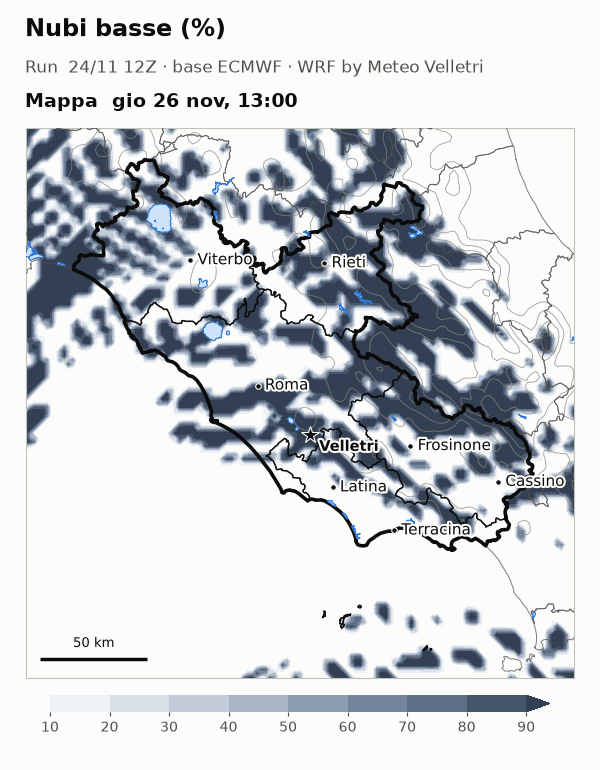 Nubi basse (%)
Run  24/11 12Z · base ECMWF · WRF by Meteo Velletri
Mappa  gio 26 nov, 13:00
Viterbo
Rieti
Roma
Velletri
Frosinone
Cassino
Latina
Terracina
50 km
10 20 30 40 50 60 70 80 90